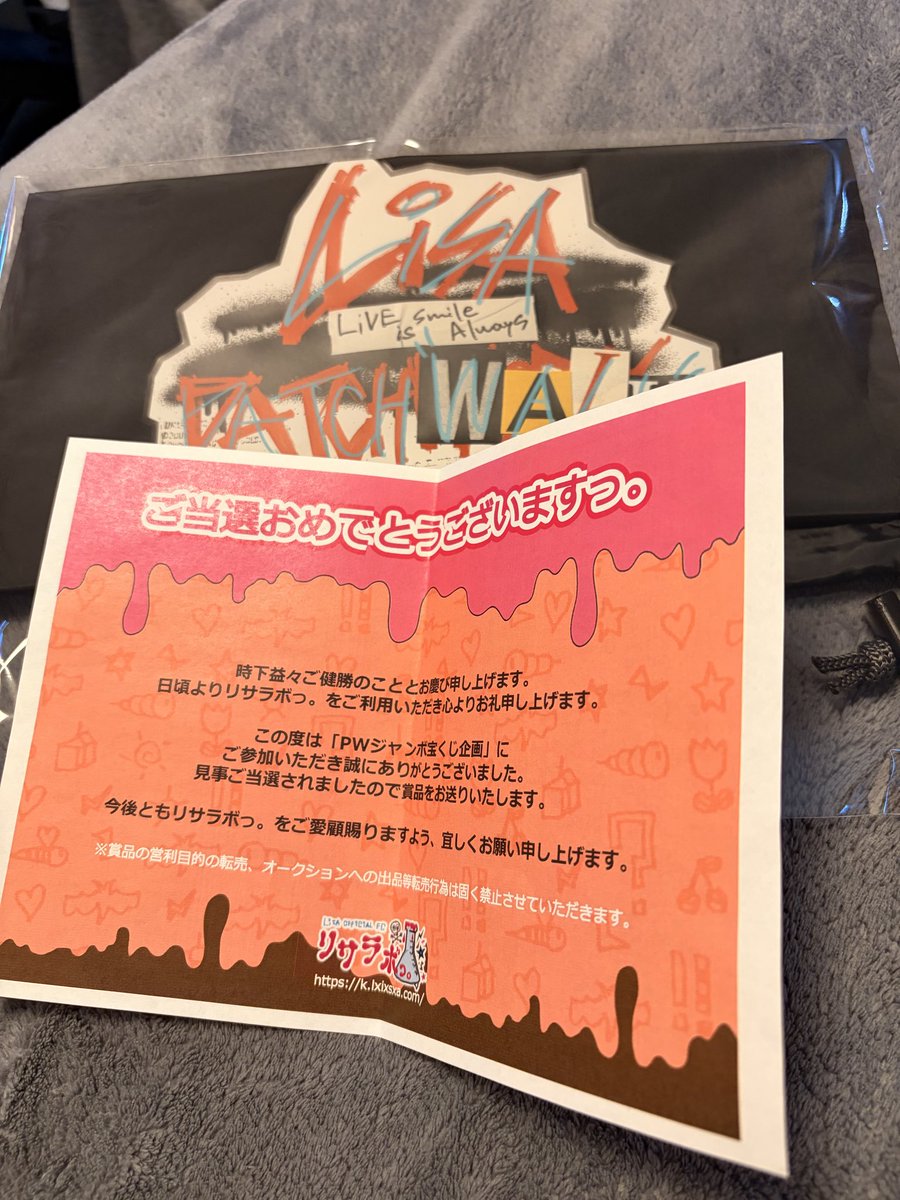 LiSA
LiVE Smile
is Always
PATCH WALK
ご当選おめでとうございますっ。
時下益々ご健勝のこととお慶び申し上げます。
日頃よりリサラボっ。をご利用いただき心よりお礼申し上げます。
この度は「PWジャンボ宝くじ企画」に
ご参加いただき誠にありがとうございました。
見事ご当選されましたので賞品をお送りいたします。
今後ともリサラボっ。をご愛顧賜りますよう、宜しくお願い申し上げます。
※賞品の営利目的の転売、オークションへの出品等転売行為は固く禁止させていただきます。
LiSA OFFICIAL FC
リサラボっ。
https://k.lxixsxa.com/